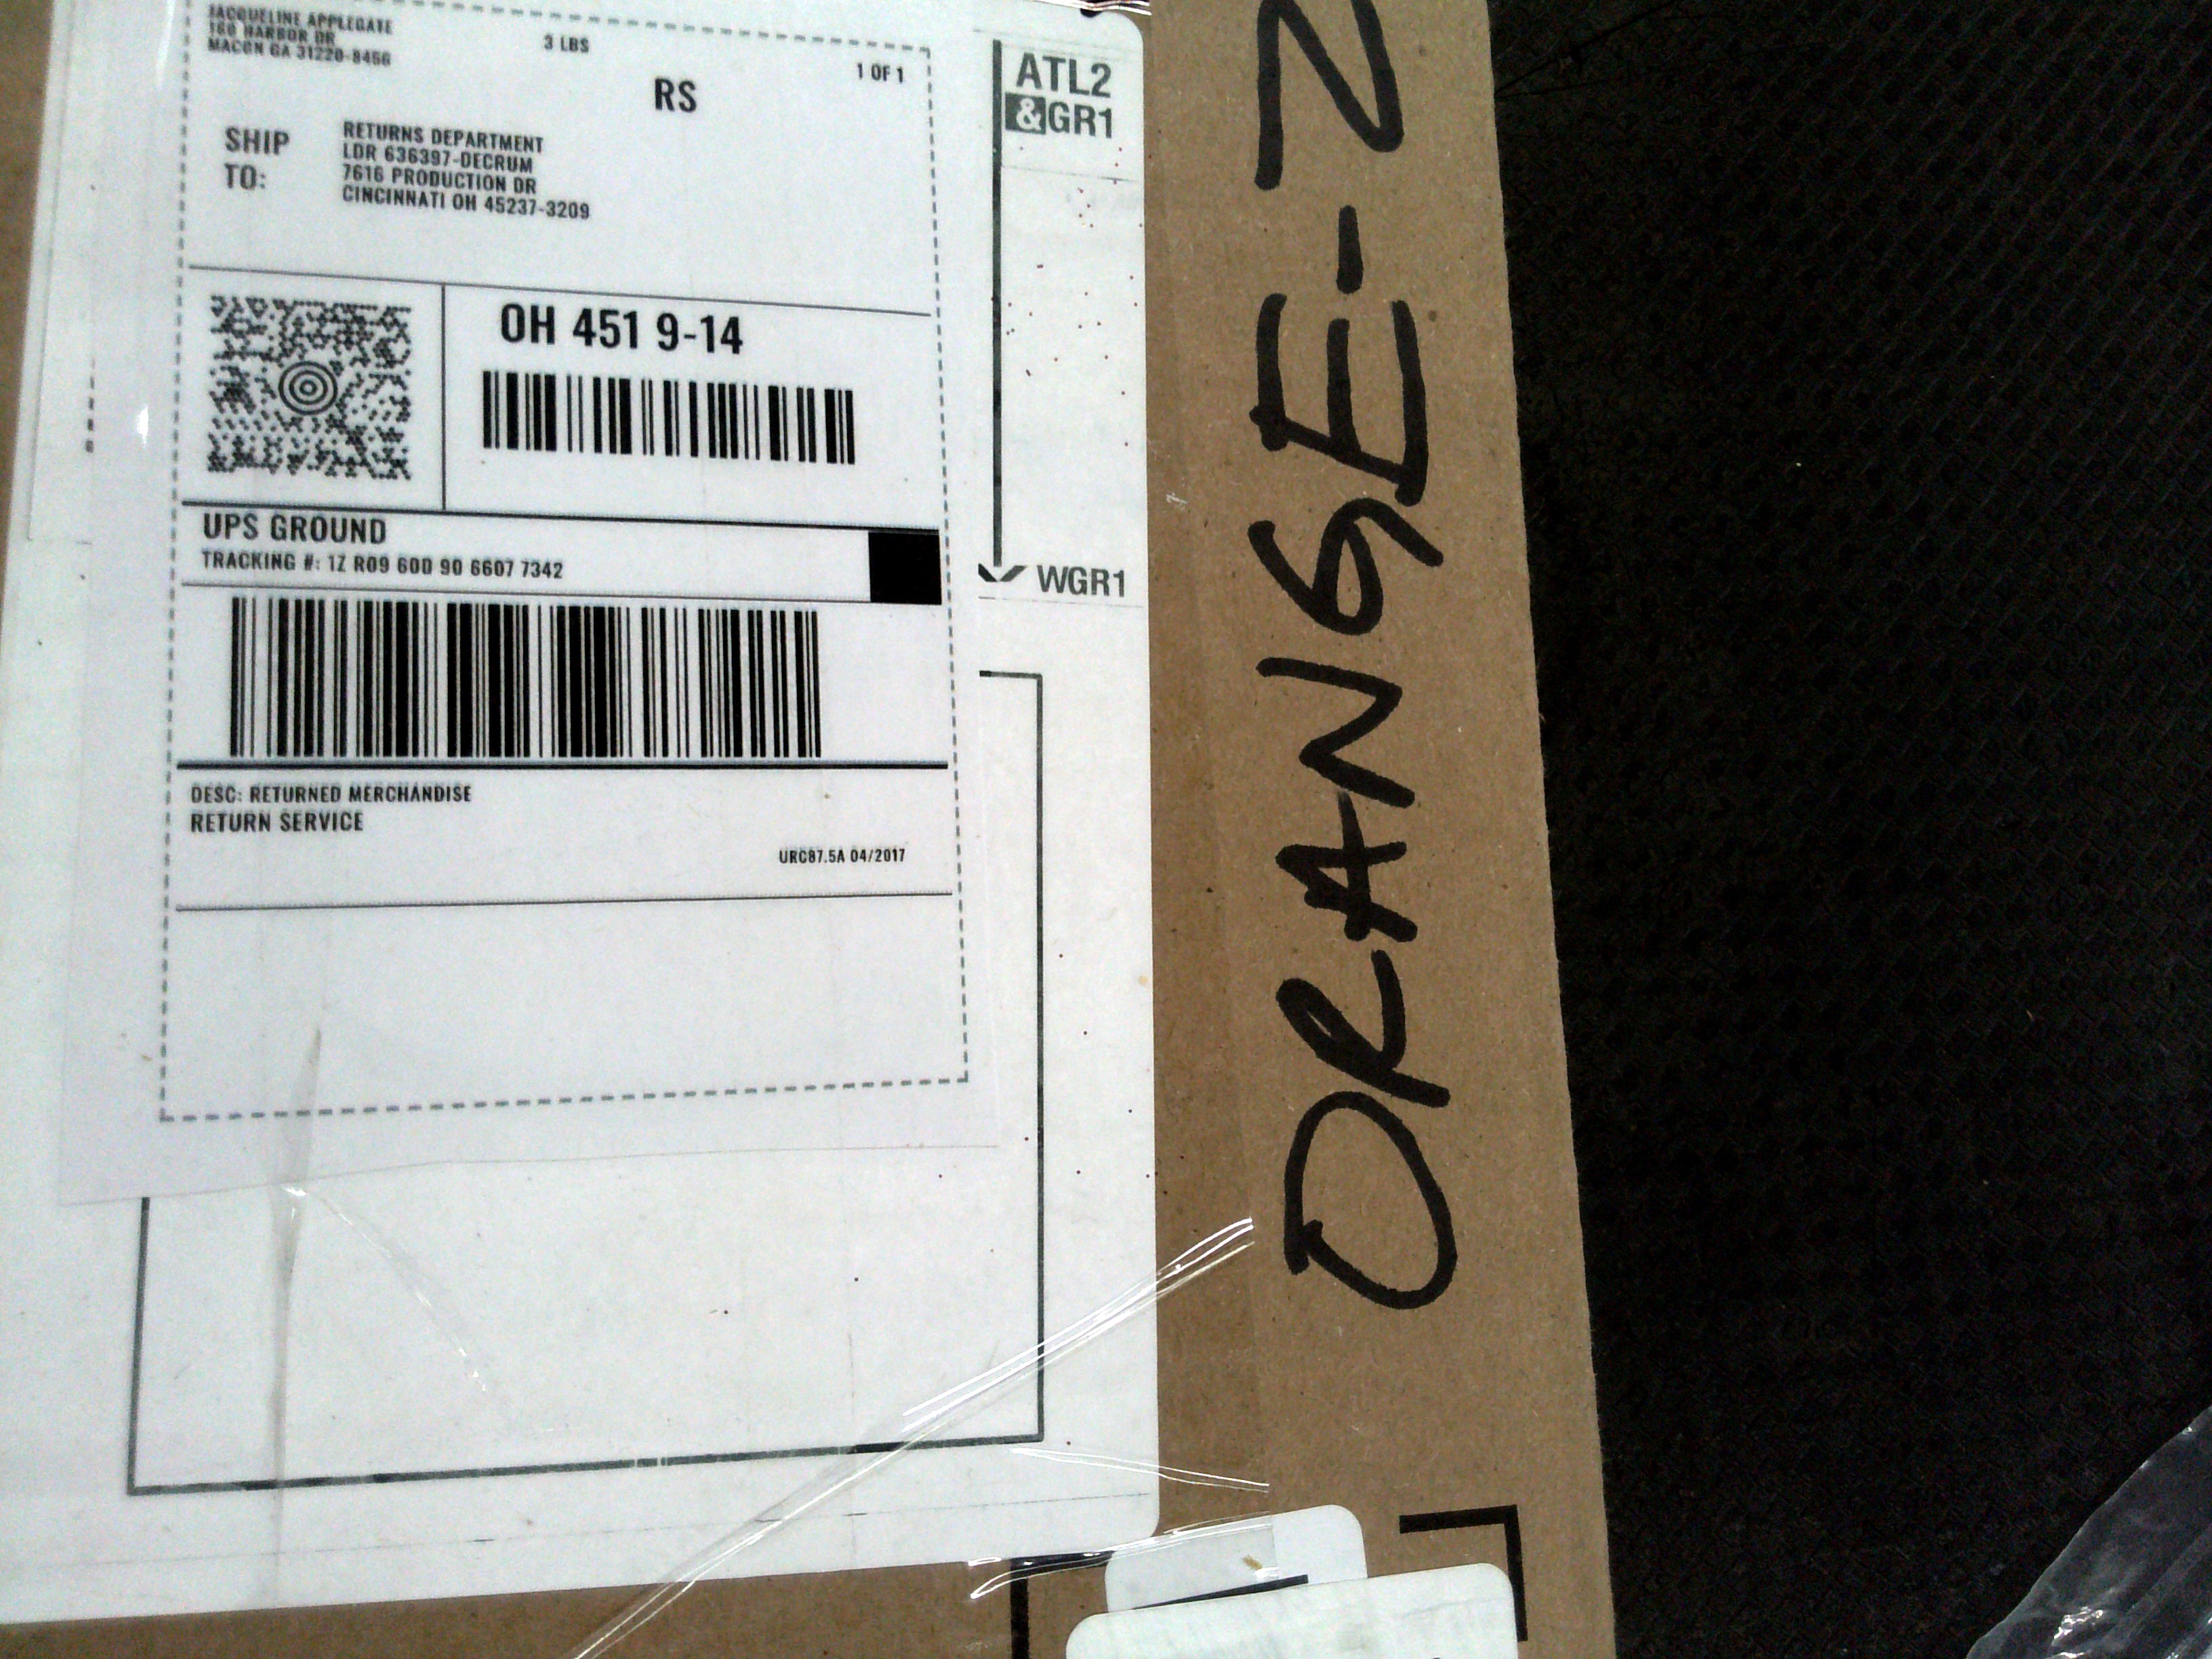 JACQUELINE APPLEGATE
160 HARBOR DR
MACON GA 31220-8456
3 LBS
1 OF 1
RS
SHIP TO:
RETURNS DEPARTMENT
LDR 636397-DECRUM
7616 PRODUCTION DR
CINCINNATI OH 45237-3209
OH 451 9-14
UPS GROUND
TRACKING #: 1Z R09 60D 90 6607 7342
DESC: RETURNED MERCHANDISE
RETURN SERVICE
URC87.5A 04/2017
ATL2
&GR1
WGR1
ORANGE-